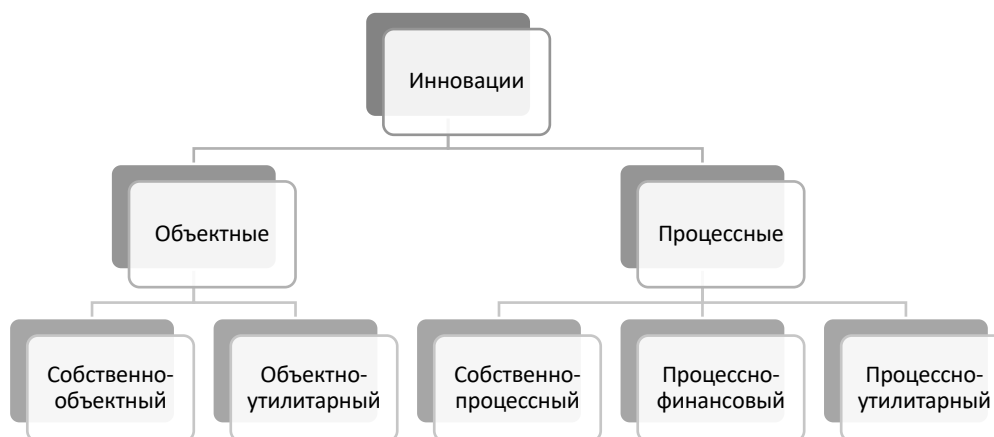 Инновации
Объектные
Процессные
Собственно-
объектный
Объектно-
утилитарный
Собственно-
процессный
Процессно-
финансовый
Процессно-
утилитарный